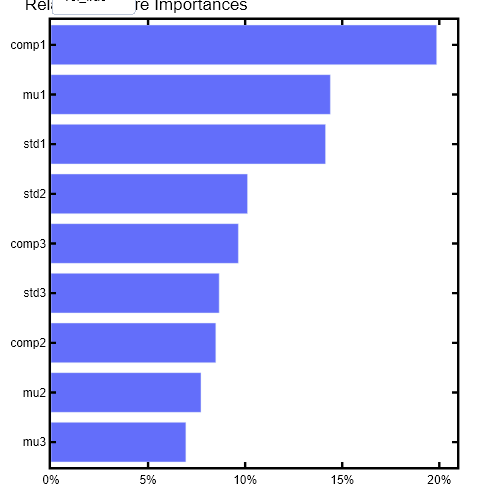 Rela re Importances
comp1
mu1
std1
std2
comp3
std3
comp2
mu2
mu3
0% 5% 10% 15% 20%